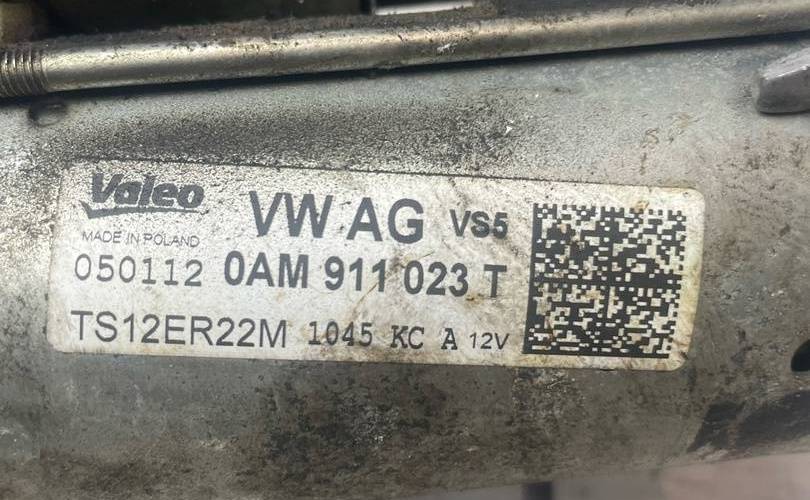 Valeo VW AG VS5
MADE IN POLAND
050112 0AM 911 023 T
TS12ER22M 1045 KC A 12V